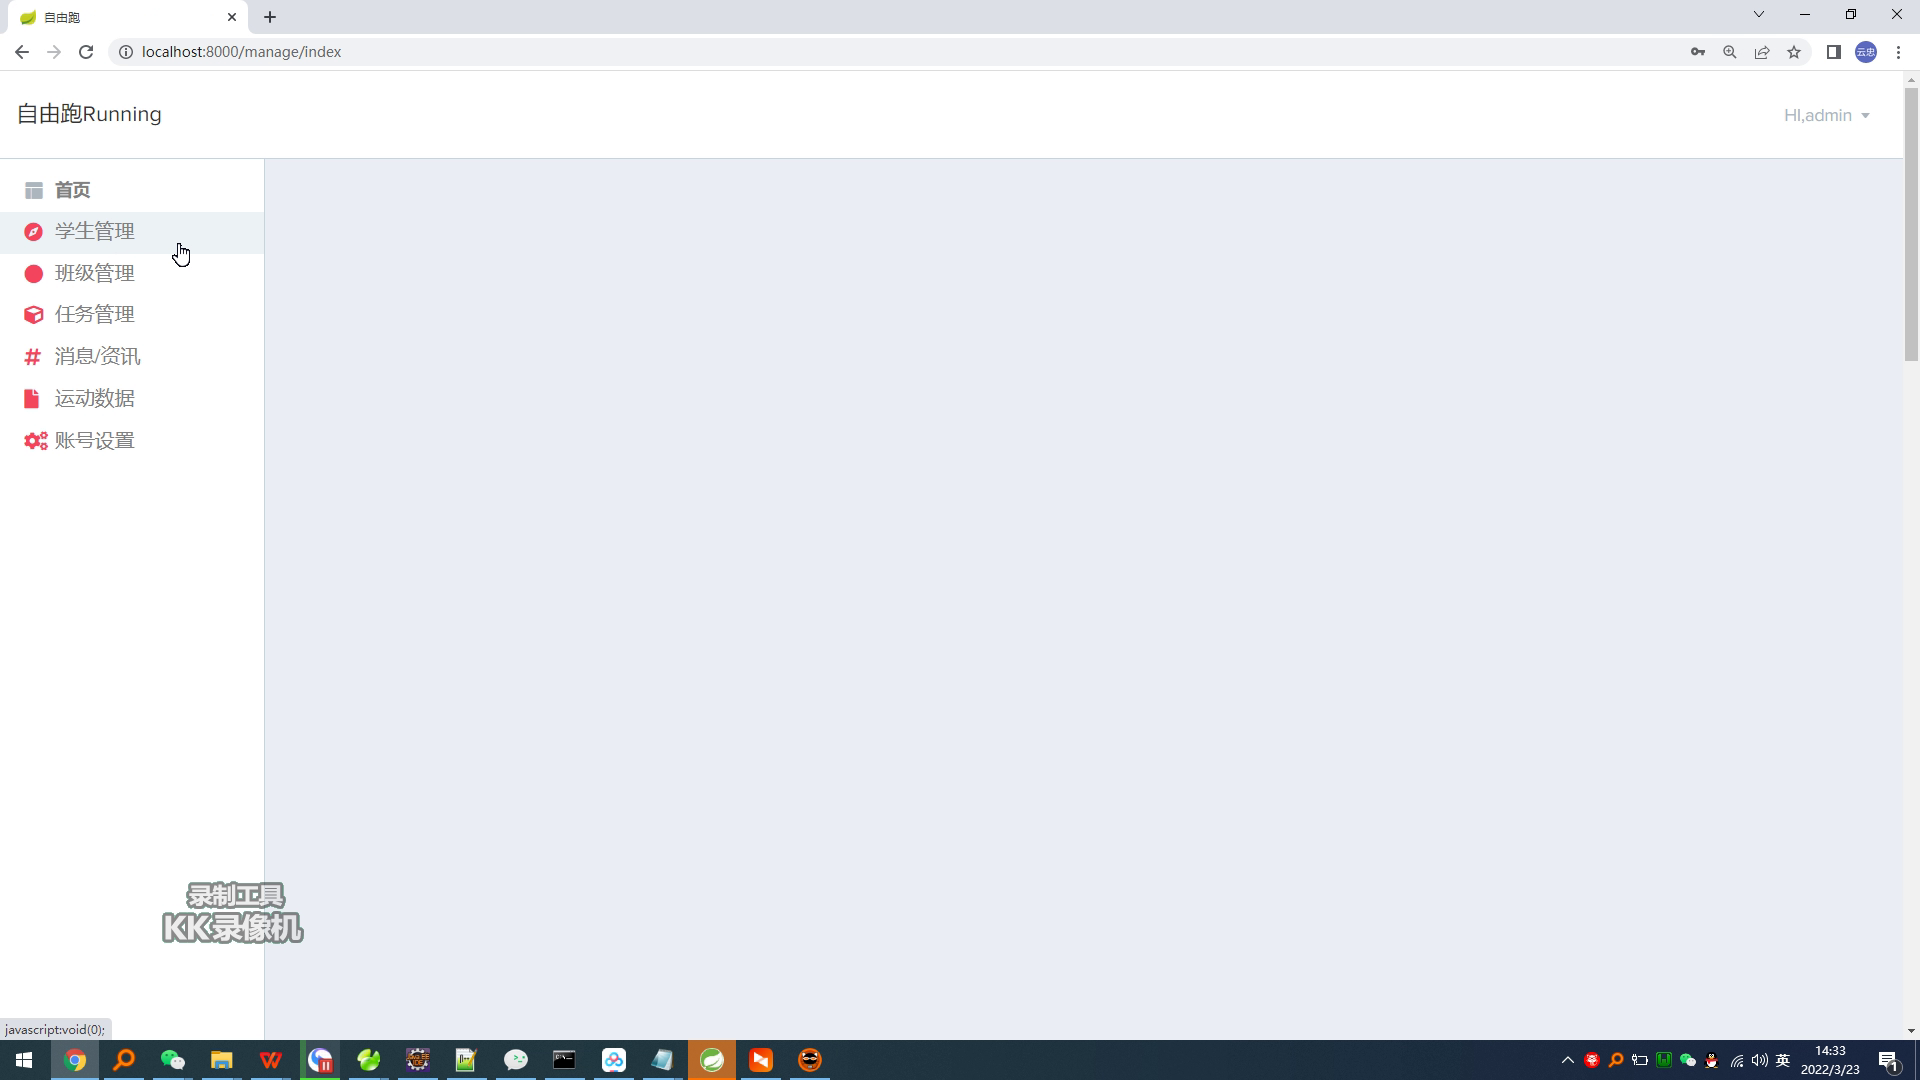 自由跑
localhost:8000/manage/index
云忠
自由跑Running
HI,admin
首页
学生管理
班级管理
任务管理
消息/资讯
运动数据
账号设置
录制工具
KK录像机
javascript:void(0);
英
14:33
2022/3/23
1